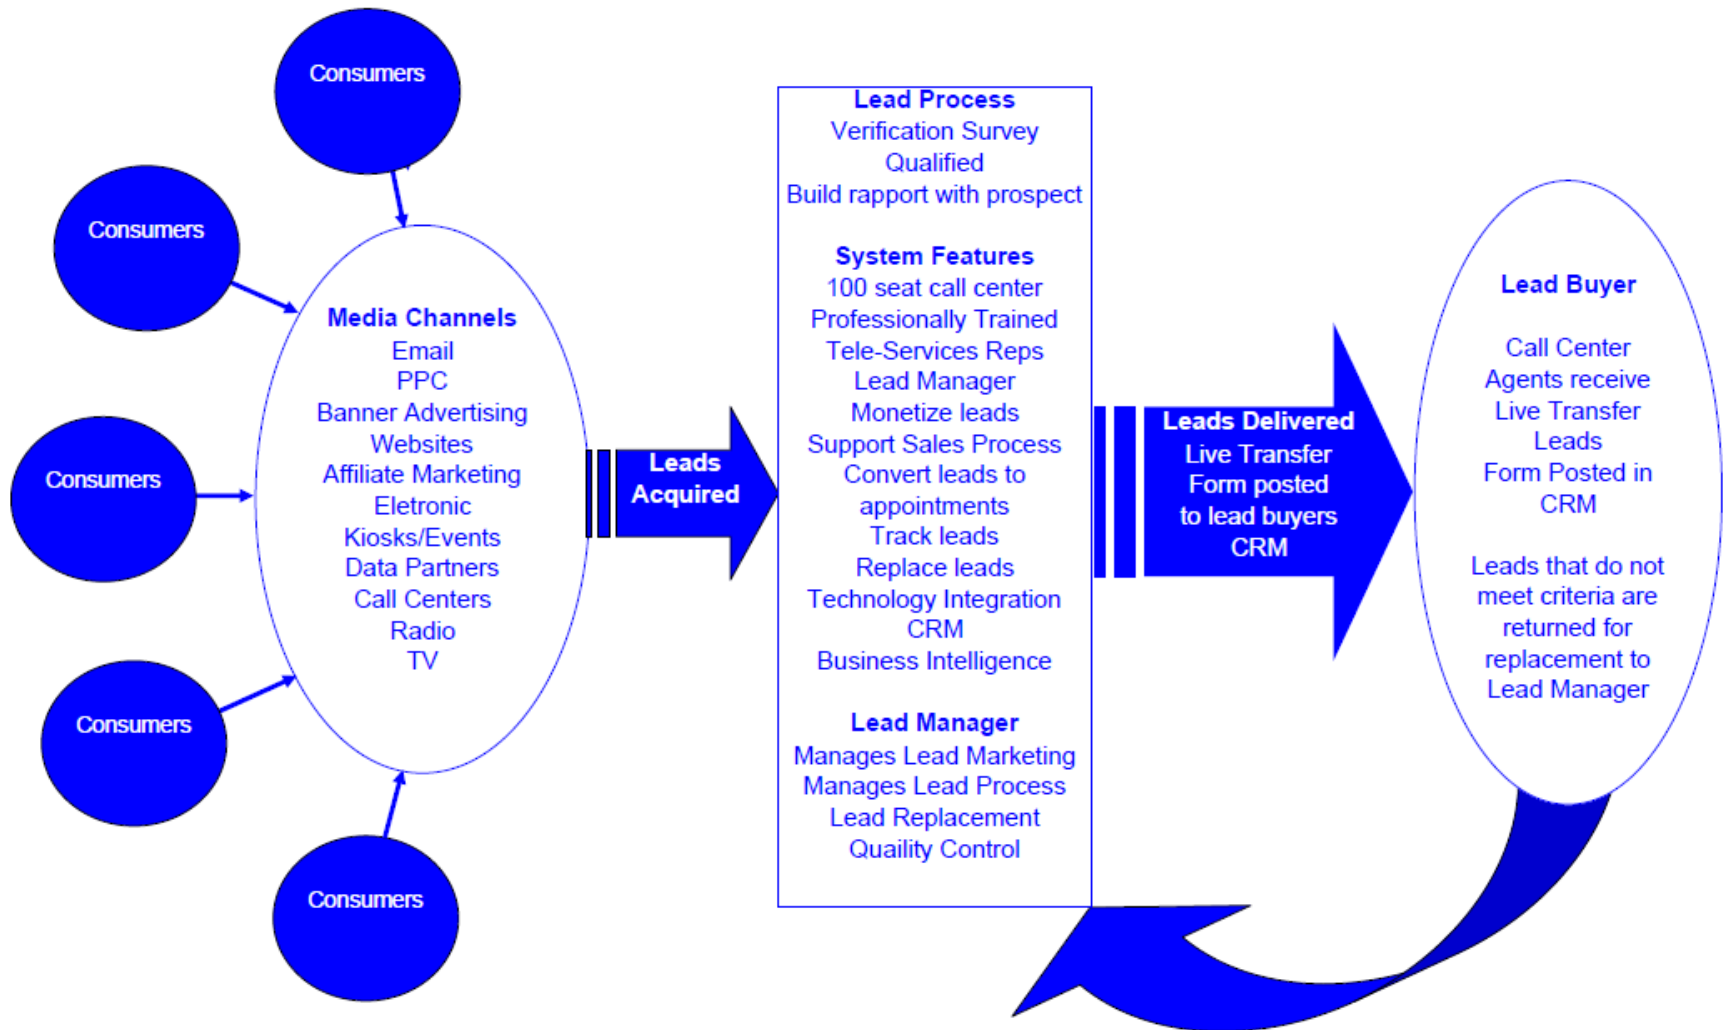 Consumers
Consumers
Consumers
Consumers
Consumers
Media Channels
Email
PPC
Banner Advertising
Websites
Affiliate Marketing
Eletronic
Kiosks/Events
Data Partners
Call Centers
Radio
TV
Leads
Acquired
Lead Process
Verification Survey
Qualified
Build rapport with prospect
System Features
100 seat call center
Professionally Trained
Tele-Services Reps
Lead Manager
Monetize leads
Support Sales Process
Convert leads to
appointments
Track leads
Replace leads
Technology Integration
CRM
Business Intelligence
Lead Manager
Manages Lead Marketing
Manages Lead Process
Lead Replacement
Quaility Control
Leads Delivered
Live Transfer
Form posted
to lead buyers
CRM
Lead Buyer
Call Center
Agents receive
Live Transfer
Leads
Form Posted in
CRM
Leads that do not
meet criteria are
returned for
replacement to
Lead Manager